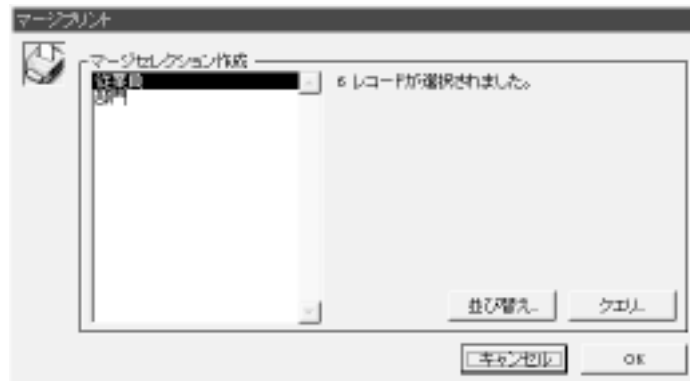 マージプリント
マージセレクション作成
従業員
部門
6 レコードが選択されました。
並び替え...
クエリ...
キャンセル
OK